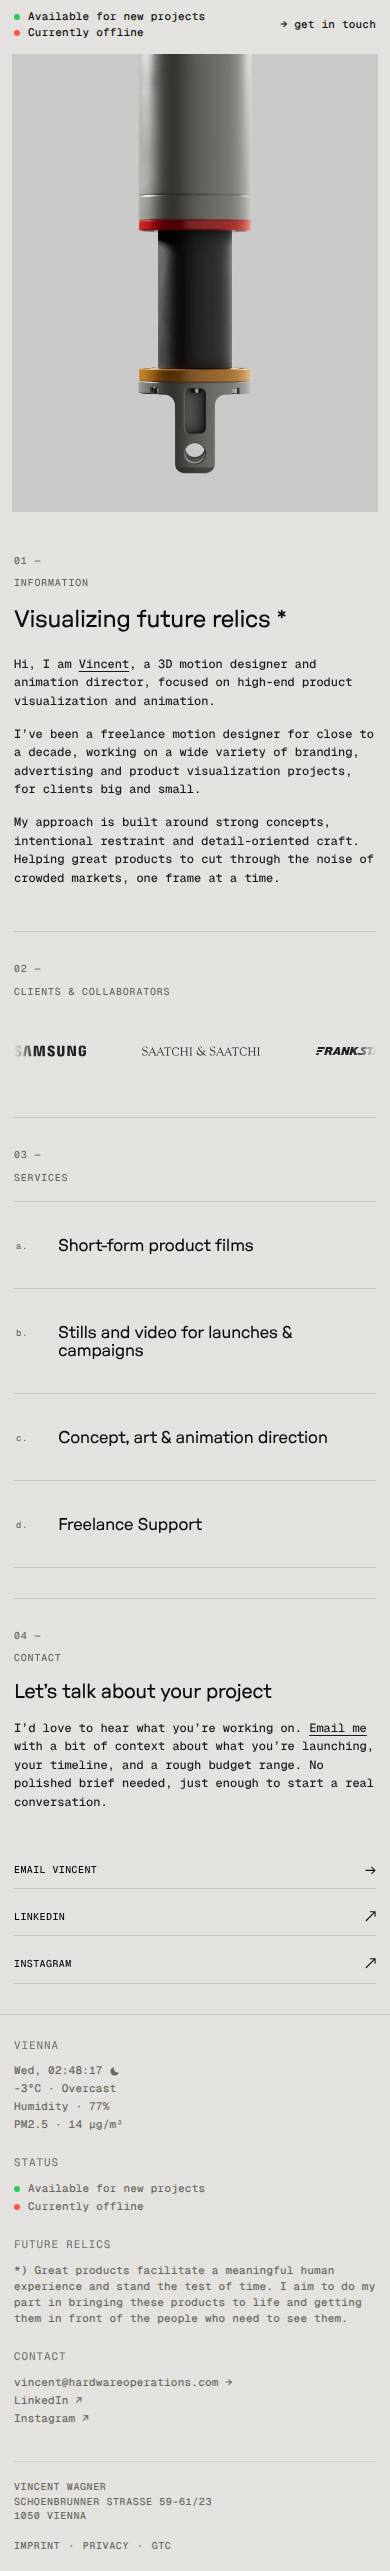 Available for new projects
Currently offline
→ get in touch
01 —
INFORMATION
Visualizing future relics *
Hi, I am Vincent, a 3D motion designer and
animation director, focused on high-end product
visualization and animation.
I’ve been a freelance motion designer for close to
a decade, working on a wide variety of branding,
advertising and product visualization projects,
for clients big and small.
My approach is built around strong concepts,
intentional restraint and detail-oriented craft.
Helping great products to cut through the noise of
crowded markets, one frame at a time.
02 —
CLIENTS & COLLABORATORS
SAMSUNG
SAATCHI & SAATCHI
FRANK.ST
03 —
SERVICES
a.
Short-form product films
b.
Stills and video for launches &
campaigns
c.
Concept, art & animation direction
d.
Freelance Support
04 —
CONTACT
Let’s talk about your project
I’d love to hear what you’re working on. Email me
with a bit of context about what you’re launching,
your timeline, and a rough budget range. No
polished brief needed, just enough to start a real
conversation.
EMAIL VINCENT →
LINKEDIN ↗
INSTAGRAM ↗
VIENNA
Wed, 02:48:17
-3°C · Overcast
Humidity · 77%
PM2.5 · 14 µg/m³
STATUS
Available for new projects
Currently offline
FUTURE RELICS
*) Great products facilitate a meaningful human
experience and stand the test of time. I aim to do my
part in bringing these products to life and getting
them in front of the people who need to see them.
CONTACT
vincent@hardwareoperations.com →
LinkedIn ↗
Instagram ↗
VINCENT WAGNER
SCHOENBRUNNER STRASSE 59-61/23
1050 VIENNA
IMPRINT · PRIVACY · GTC